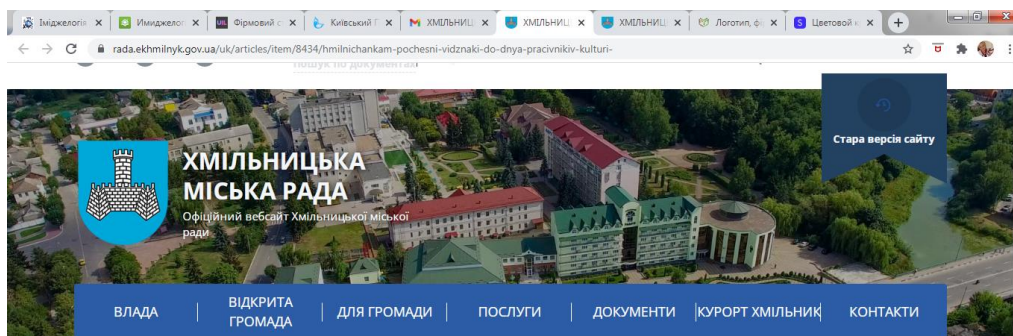 Іміджелогія
Имиджелог
Фірмовий с
Київський Г
ХМІЛЬНИЦ
ХМІЛЬНИЦ
ХМІЛЬНИЦ
Логотип, ф
Цветовой к
rada.ekhmilnyk.gov.ua/uk/articles/item/8434/hmilnichankam-pochesni-vidznaki-do-dnya-pracivnikiv-kulturi-
Пошук по документах
Стара версія сайту
ХМІЛЬНИЦЬКА
МІСЬКА РАДА
Офіційний вебсайт Хмільницької міської
ради
ВЛАДА
ВІДКРИТА
ГРОМАДА
ДЛЯ ГРОМАДИ
ПОСЛУГИ
ДОКУМЕНТИ
КУРОРТ ХМІЛЬНИК
КОНТАКТИ